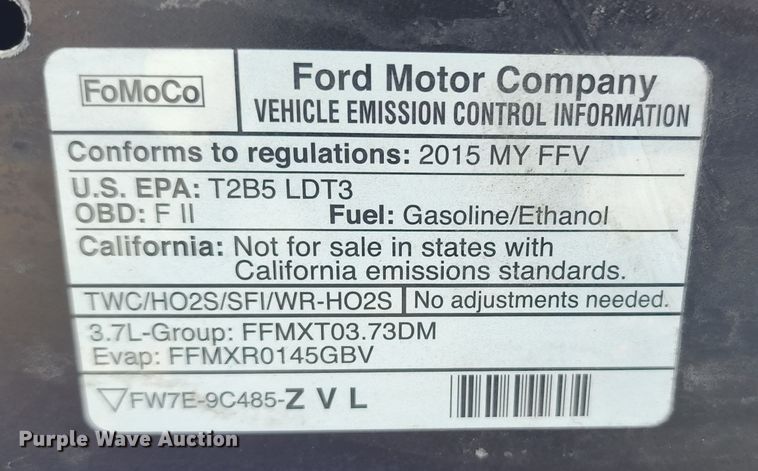 FoMoCo
Ford Motor Company
VEHICLE EMISSION CONTROL INFORMATION
Conforms to regulations: 2015 MY FFV
U.S. EPA: T2B5 LDT3
OBD: F II Fuel: Gasoline/Ethanol
California: Not for sale in states with
California emissions standards.
TWC/HO2S/SFI/WR-HO2S No adjustments needed.
3.7L-Group: FFMXT03.73DM
Evap: FFMXR0145GBV
FW7E-9C485-Z V L
Purple Wave Auction